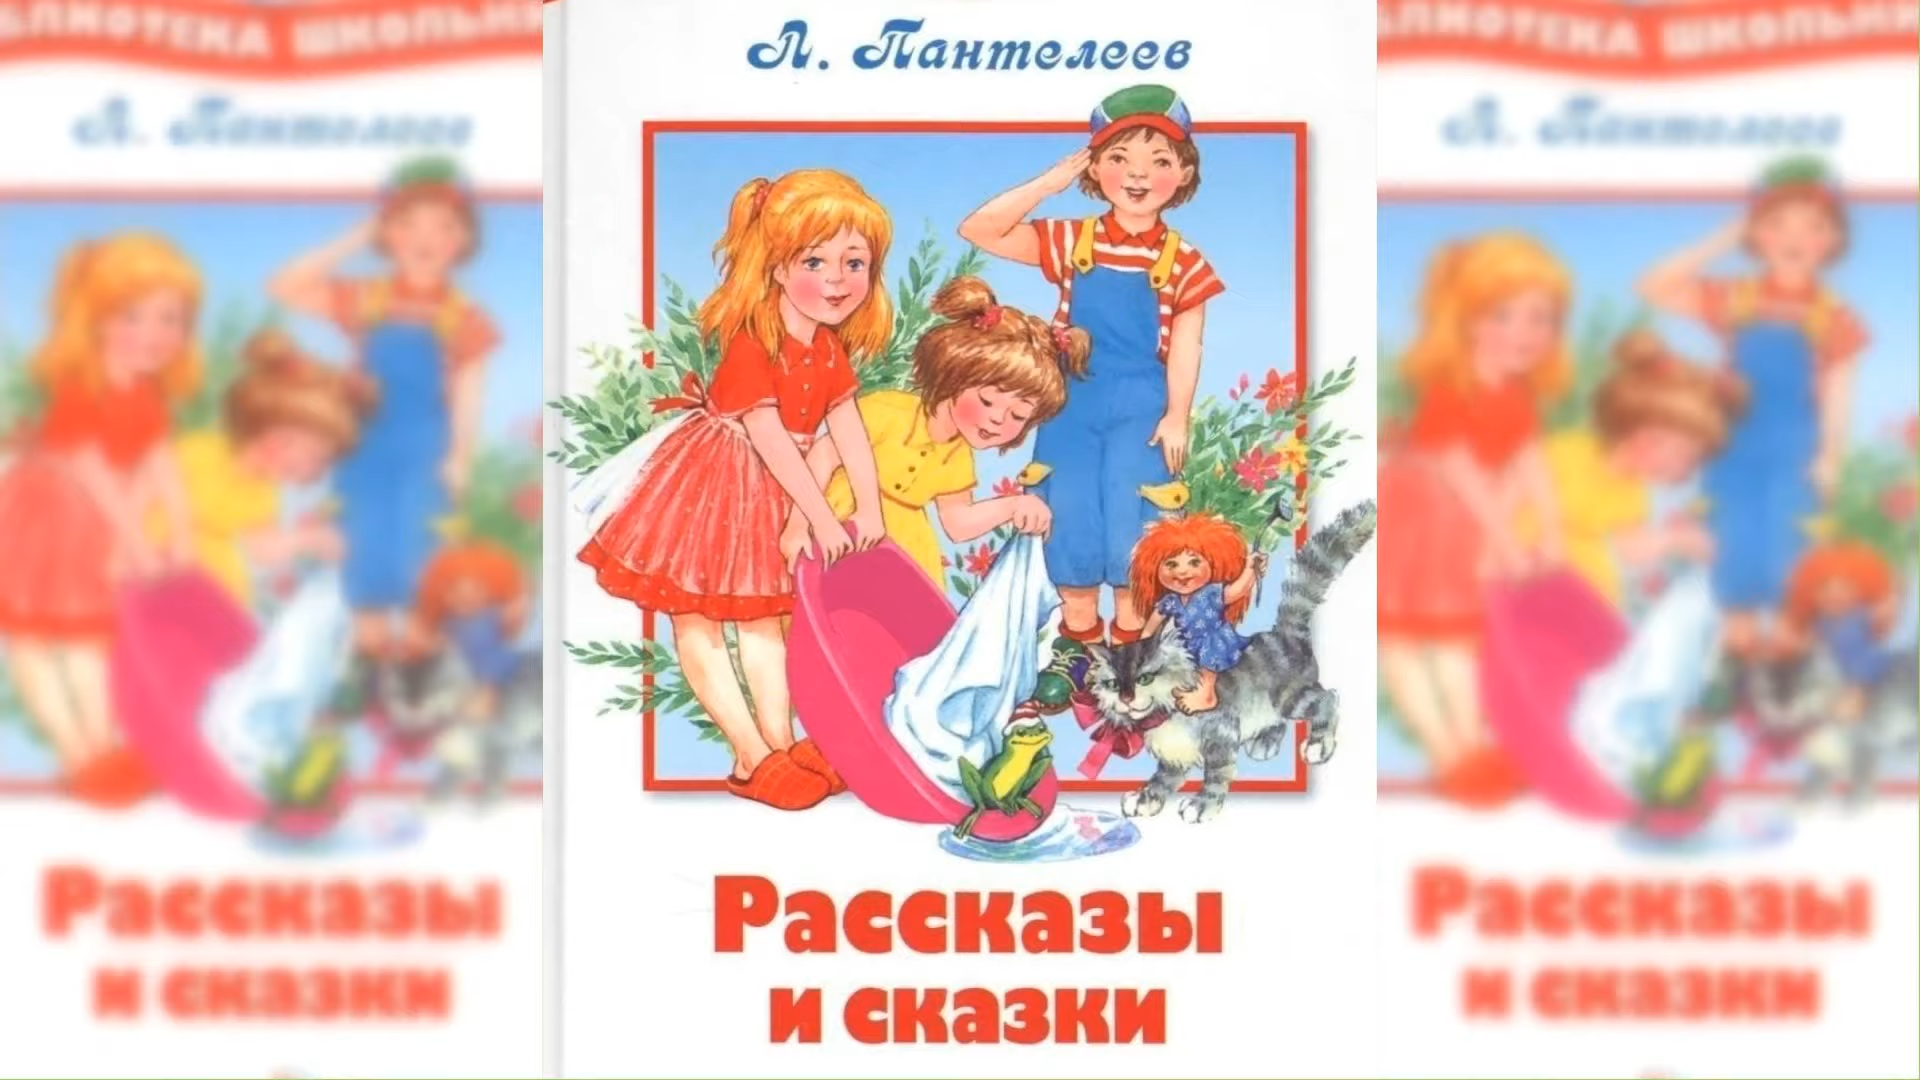 Л. Пантелеев
Рассказы
и сказки